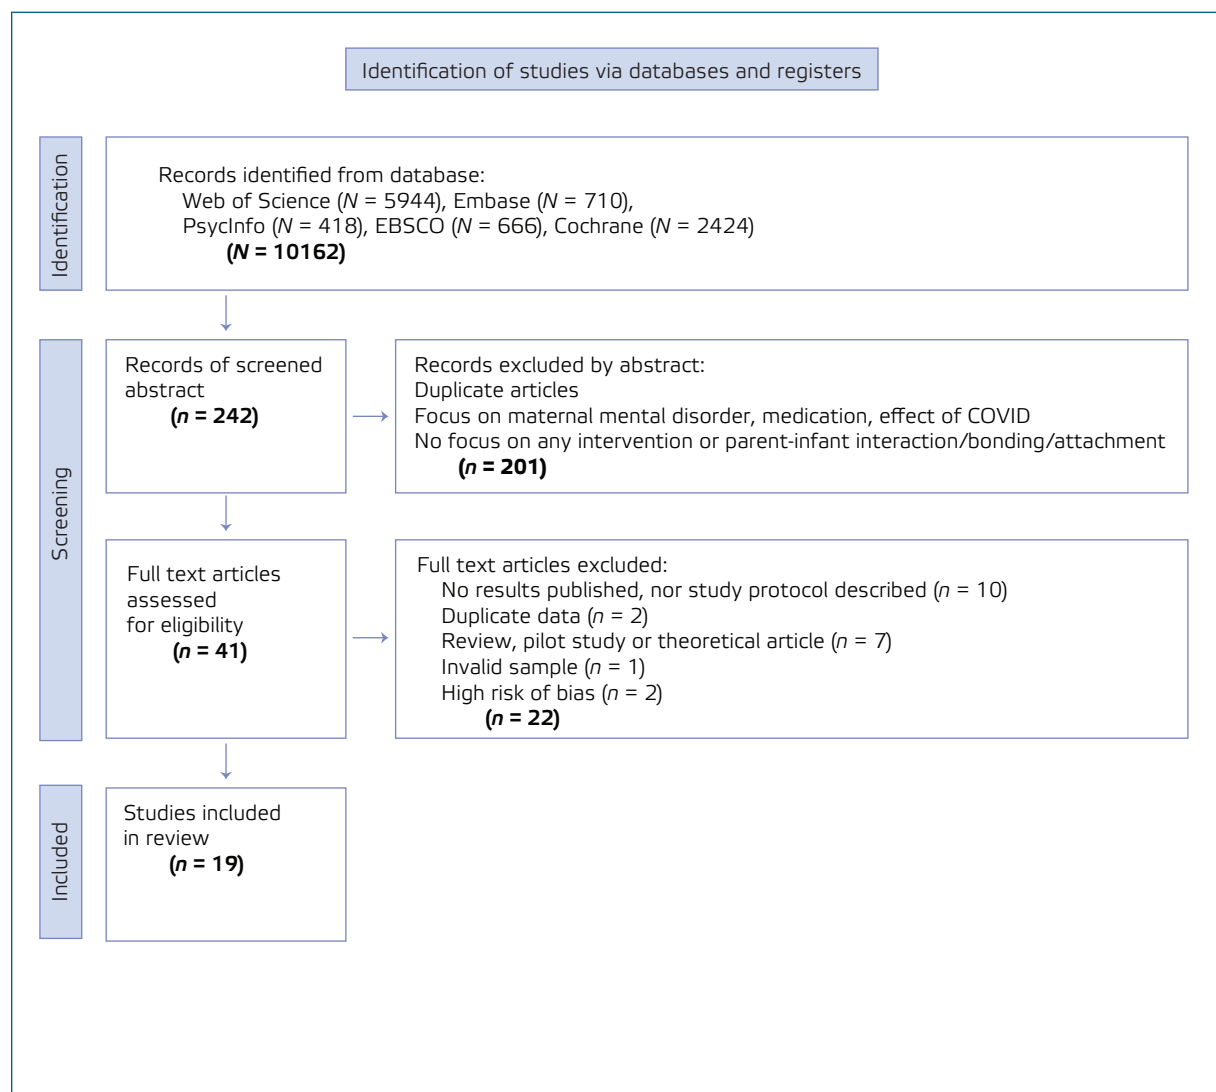 Identification of studies via databases and registers
Identification
Records identified from database:
Web of Science (N = 5944), Embase (N = 710),
PsycInfo (N = 418), EBSCO (N = 666), Cochrane (N = 2424)
(N = 10162)
Screening
Records of screened
abstract
(n = 242)
Records excluded by abstract:
Duplicate articles
Focus on maternal mental disorder, medication, effect of COVID
No focus on any intervention or parent-infant interaction/bonding/attachment
(n = 201)
Full text articles
assessed
for eligibility
(n = 41)
Full text articles excluded:
No results published, nor study protocol described (n = 10)
Duplicate data (n = 2)
Review, pilot study or theoretical article (n = 7)
Invalid sample (n = 1)
High risk of bias (n = 2)
(n = 22)
Included
Studies included
in review
(n = 19)